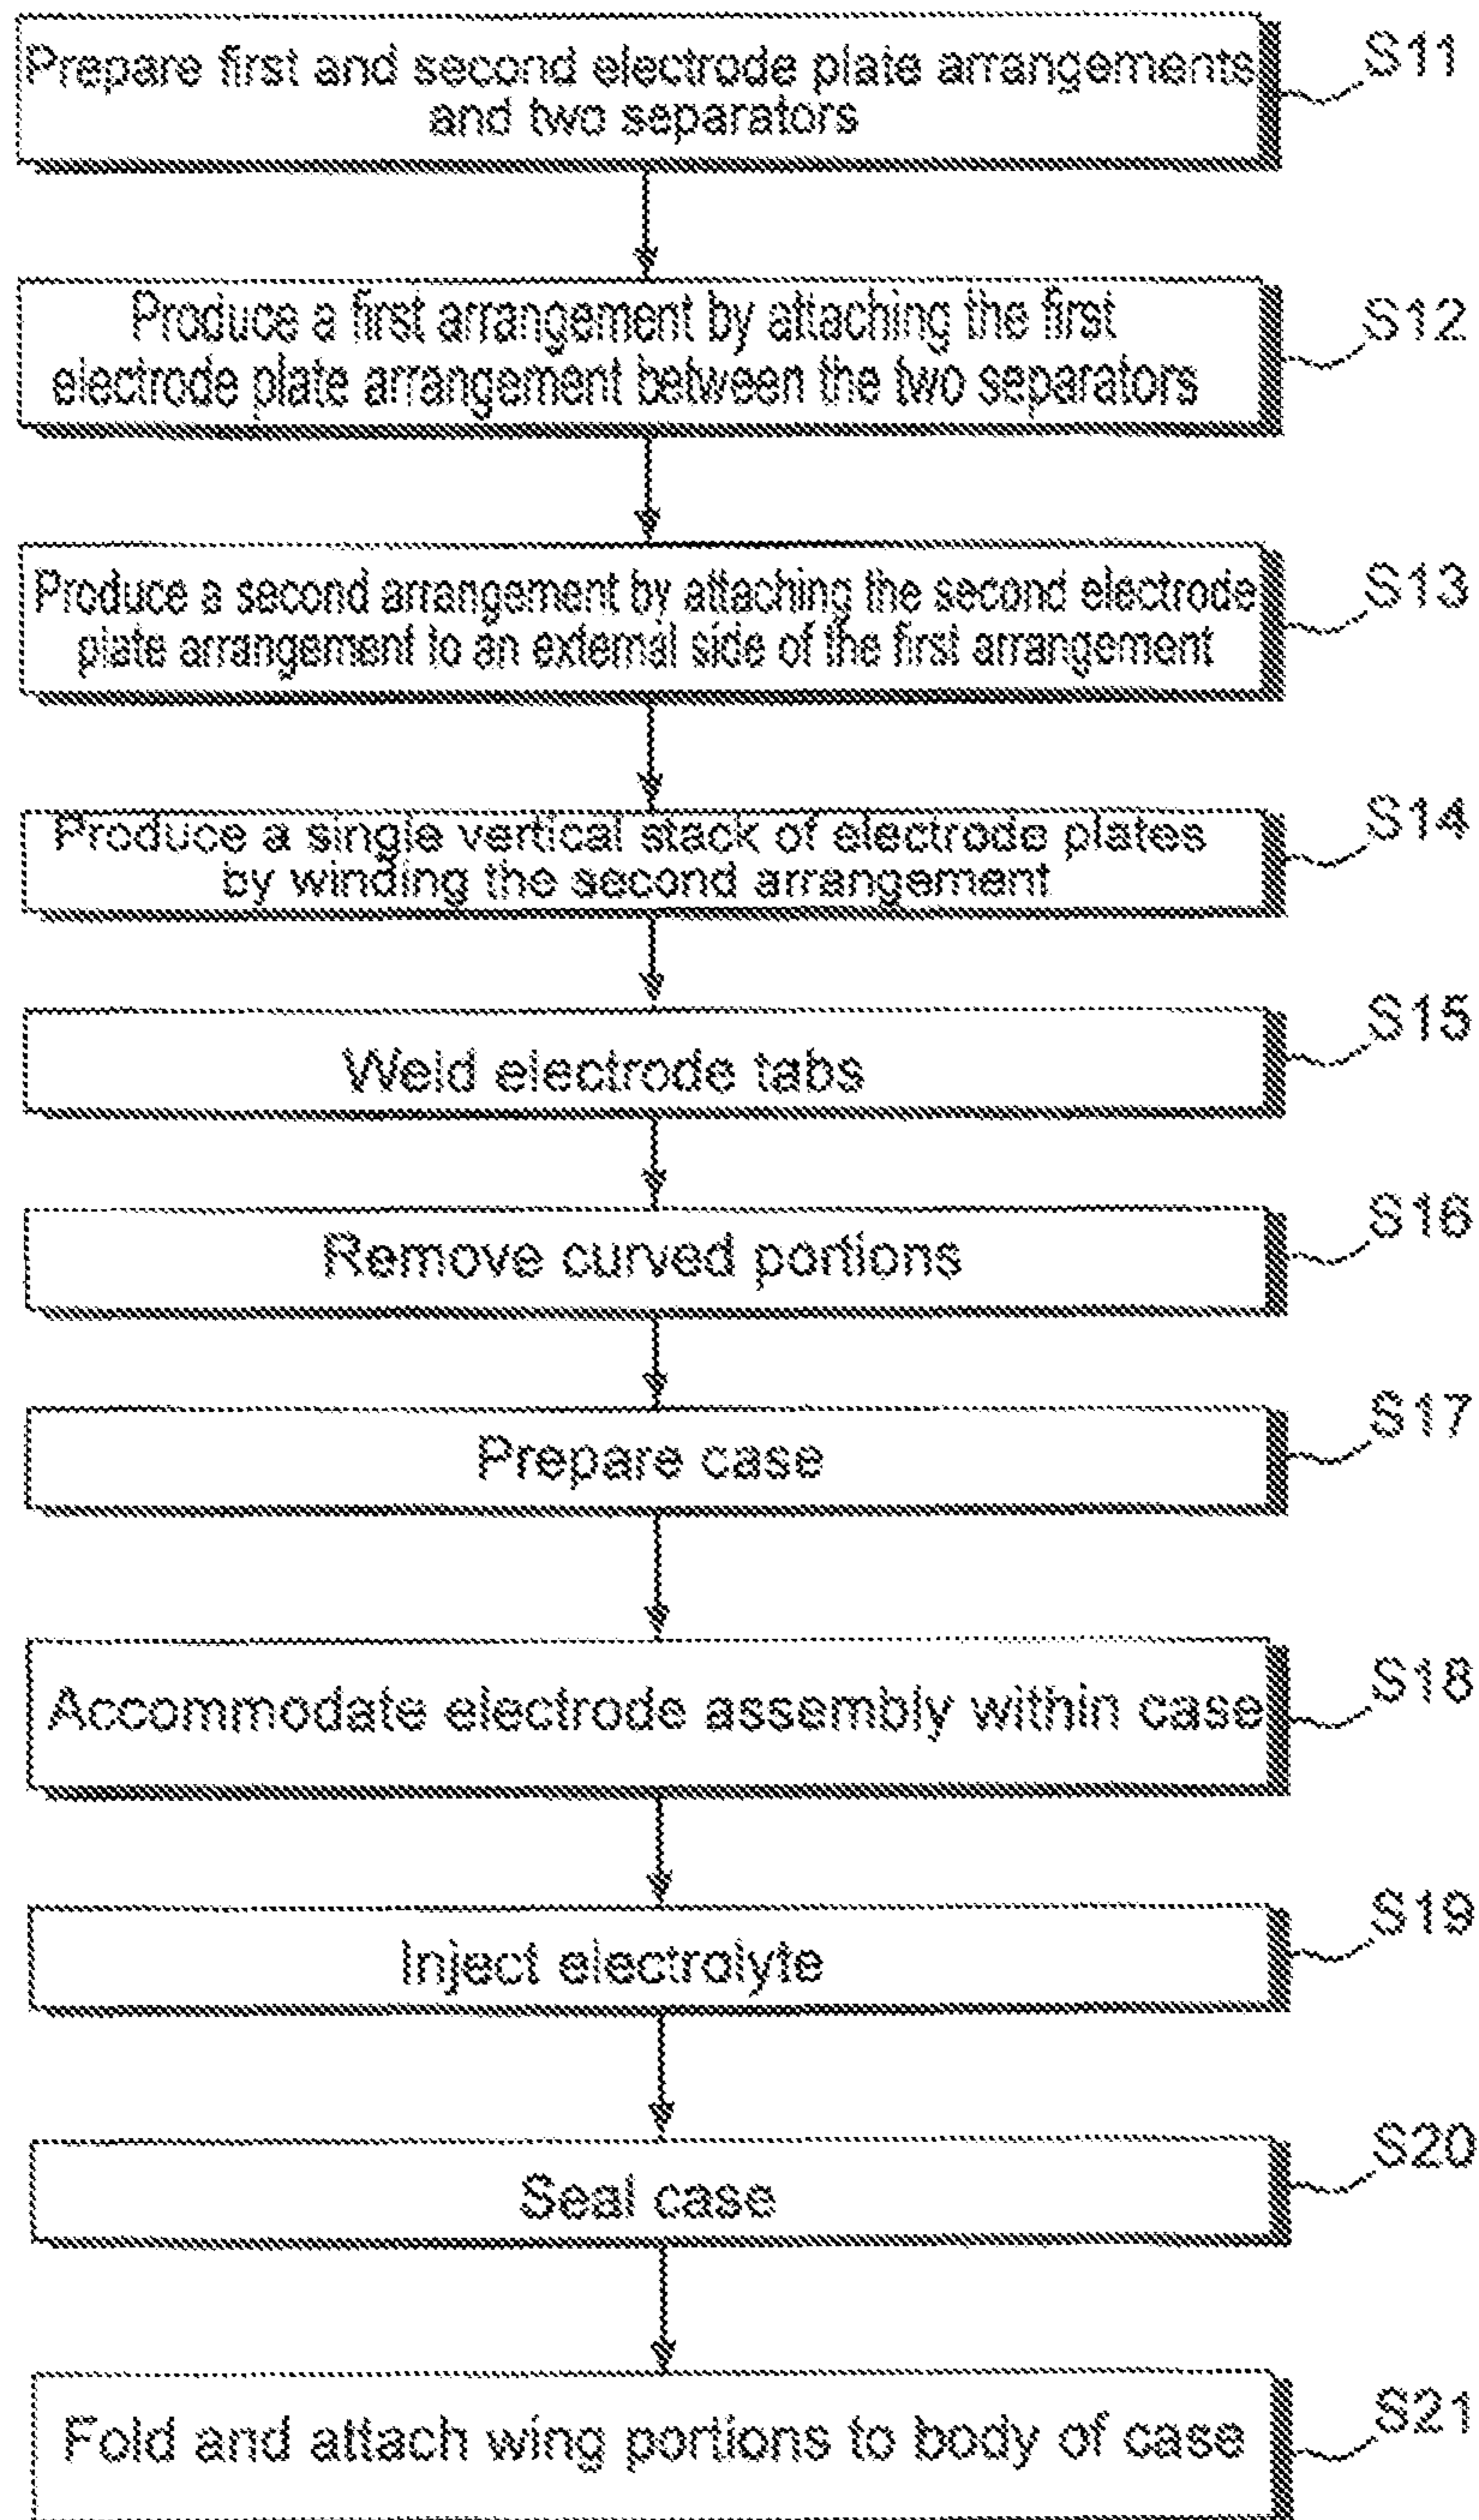 Prepare first and second electrode plate arrangements
and two separators
S11
Produce a first arrangement by attaching the first
electrode plate arrangement between the two separators
S12
Produce a second arrangement by attaching the second electrode
plate arrangement to an external side of the first arrangement
S13
Produce a single vertical stack of electrode plates
by winding the second arrangement
S14
Weld electrode tabs
S15
Remove curved portions
S16
Prepare case
S17
Accommodate electrode assembly within case
S18
Inject electrolyte
S19
Seal case
S20
Fold and attach wing portions to body of case
S21